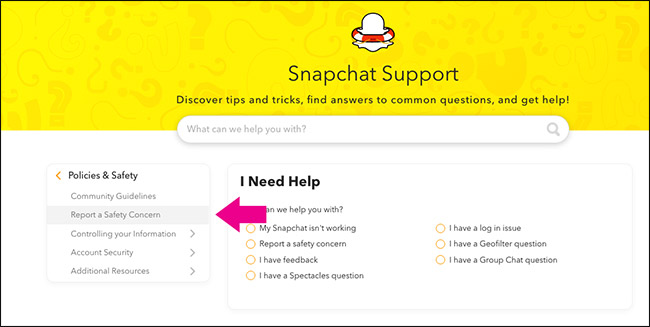 Snapchat Support
Discover tips and tricks, find answers to common questions, and get help!
What can we help you with?
Policies & Safety
Community Guidelines
Report a Safety Concern
Controlling your Information
Account Security
Additional Resources
I Need Help
an we help you with?
My Snapchat isn't working
Report a safety concern
I have feedback
I have a Spectacles question
I have a log in issue
I have a Geofilter question
I have a Group Chat question